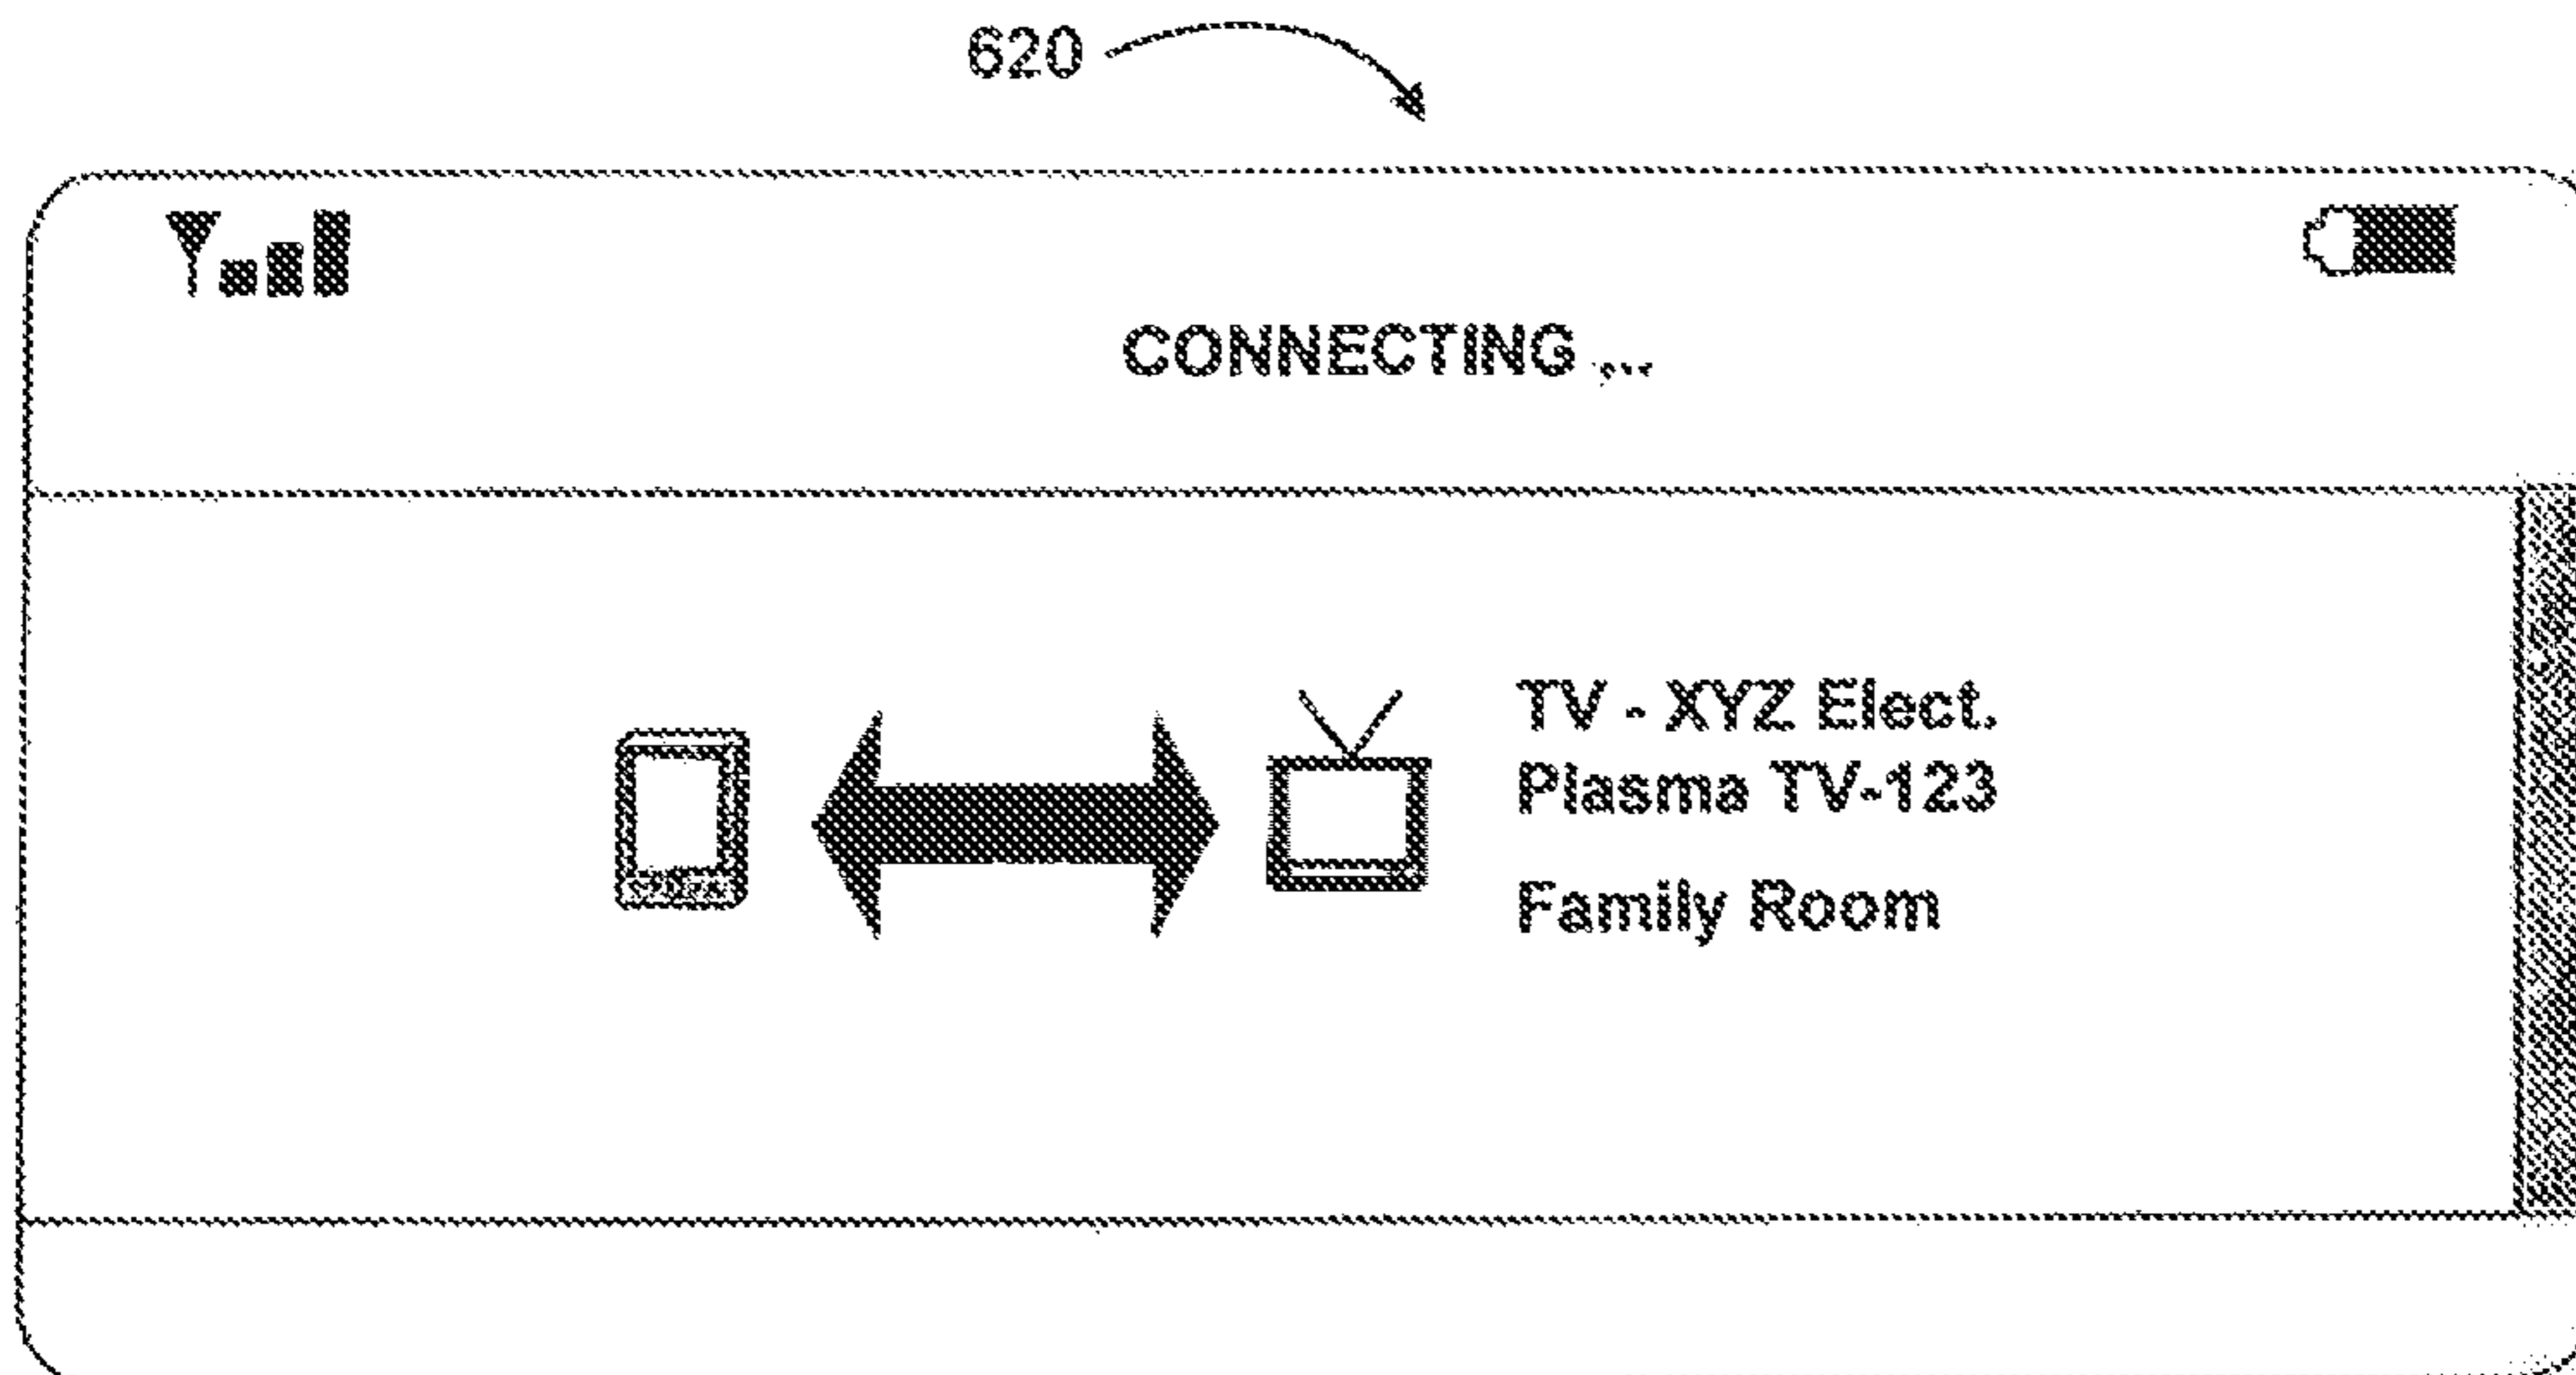 620
CONNECTING ...
TV - XYZ Elect.
Plasma TV-123
Family Room